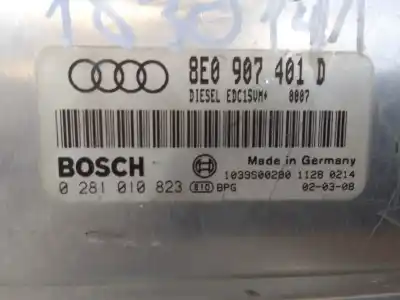 8E0 907 401 D
DIESEL EDC15VM+ 0007
BOSCH
Made in Germany
0 281 010 823 810 BPG
1039S00280 1128 0214
02-03-08